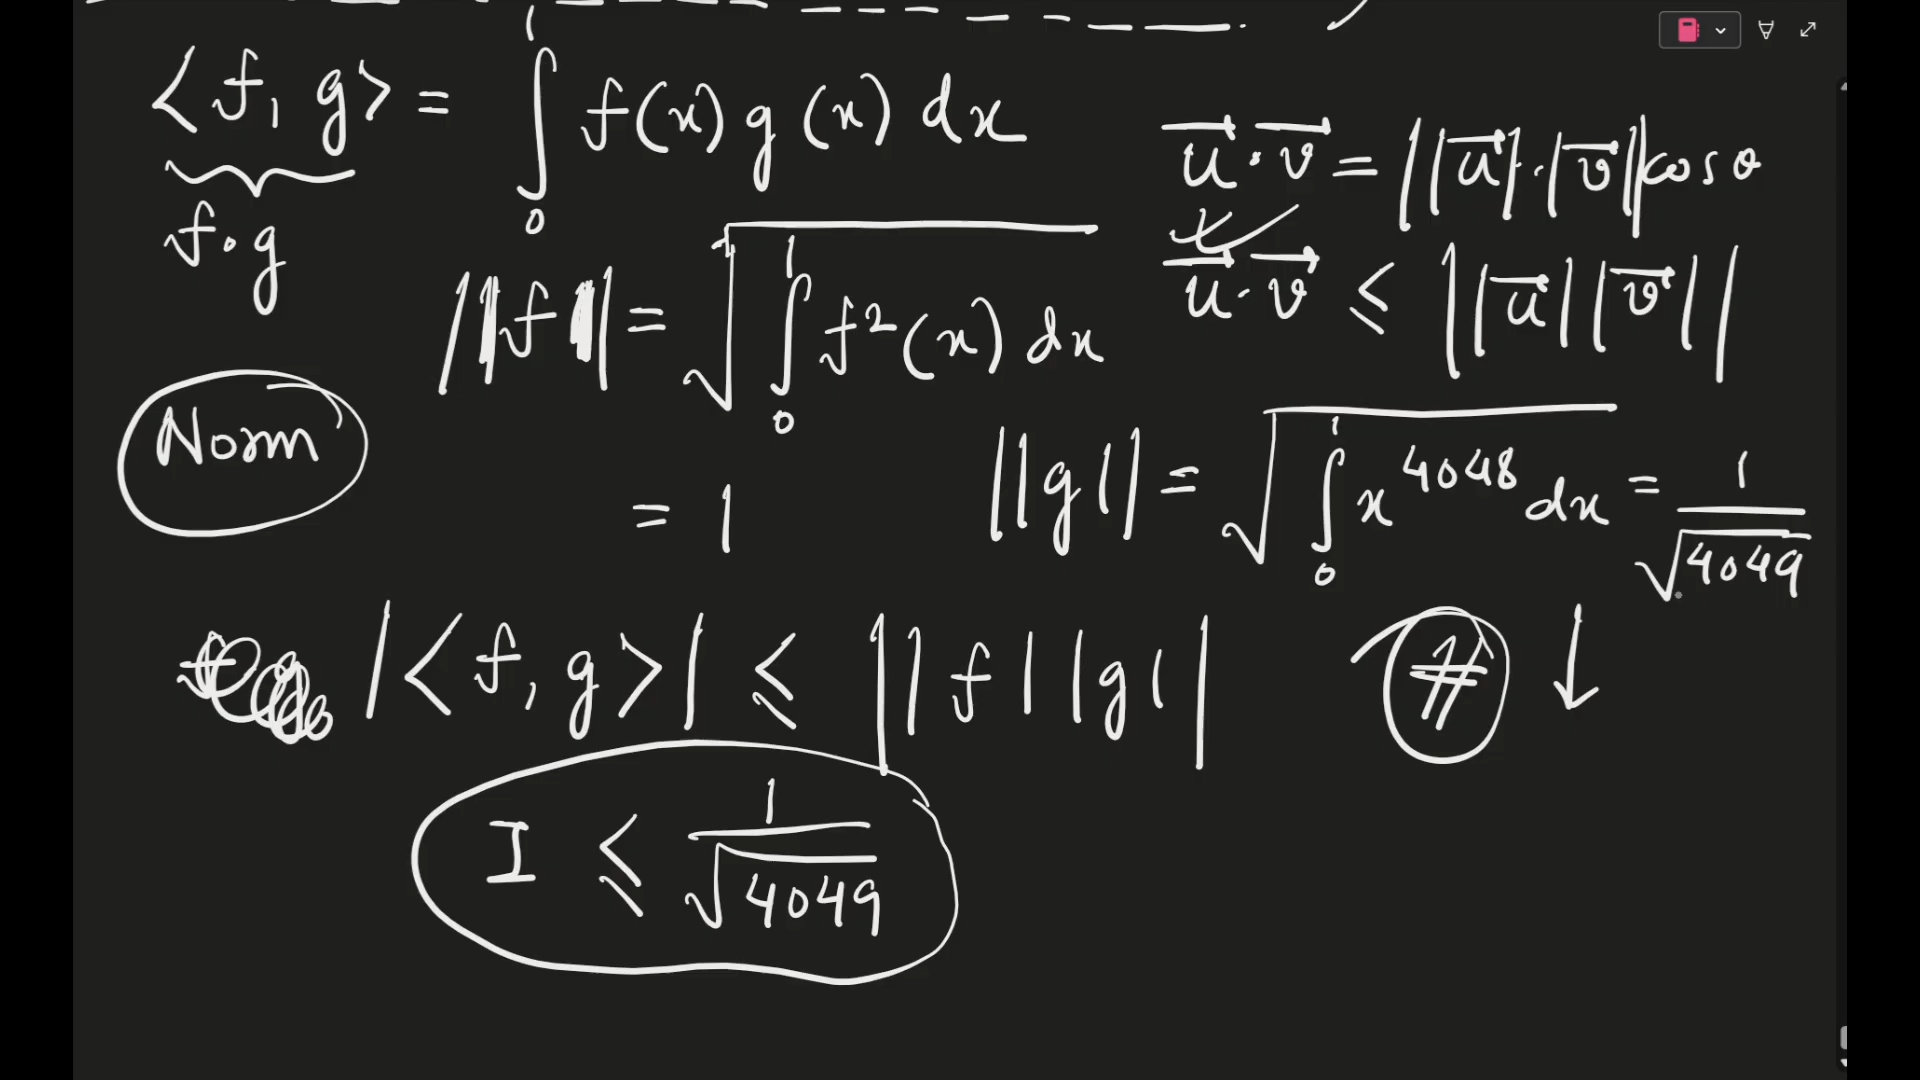 <f, g> = ∫₀¹ f(x) g(x) dx
f.g
u⃗ . v⃗ = ||u⃗|.|v⃗|| cos θ
u⃗ . v⃗ ≤ ||u⃗||v⃗||
||f|| = √∫₀¹ f²(x) dx
Norm
= 1
||g|| = √∫₀¹ x⁴⁰⁴⁸ dx = 1/√4049
|<f, g>| ≤ ||f||g||
# ↓
I ≤ 1/√4049